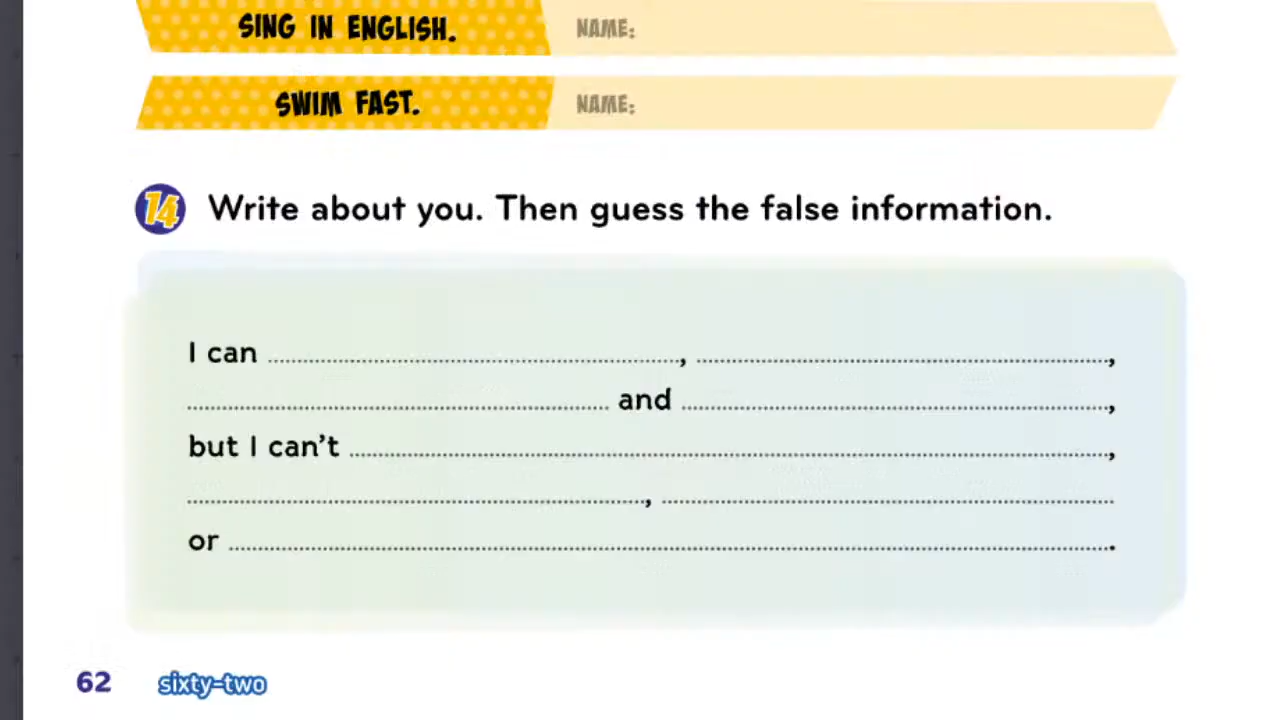 SING IN ENGLISH. NAME:
SWIM FAST. NAME:
14 Write about you. Then guess the false information.
I can ........................................, ........................................,
........................................ and ........................................,
but I can't ........................................,
........................................, ........................................
or .........................................
62 sixty-two